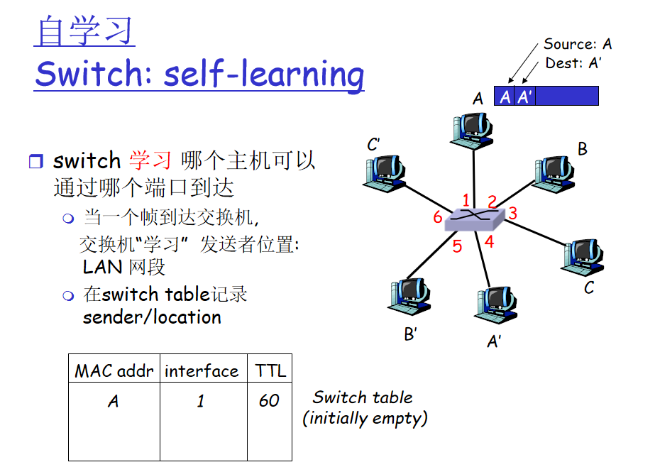 自学习
Switch: self-learning
Source: A
Dest: A'
A A'
A
C'
B
1
2
6
3
5
4
C
B'
A'
switch 学习 哪个主机可以
通过哪个端口到达
当一个帧到达交换机,
交换机“学习” 发送者位置:
LAN 网段
在switch table记录
sender/location
MAC addr interface TTL
A 1 60
Switch table
(initially empty)